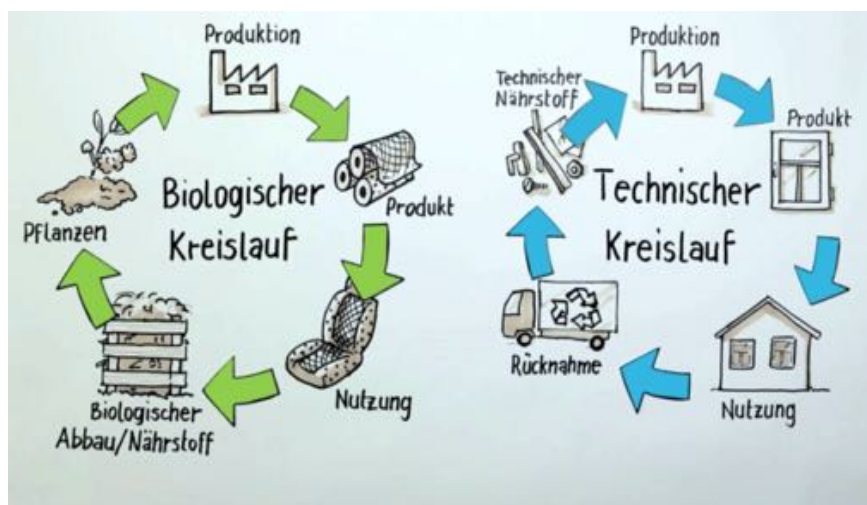 Produktion
Produkt
Nutzung
Biologischer
Abbau/Nährstoff
Pflanzen
Biologischer
Kreislauf
Produktion
Produkt
Nutzung
Rücknahme
Technischer
Nährstoff
Technischer
Kreislauf